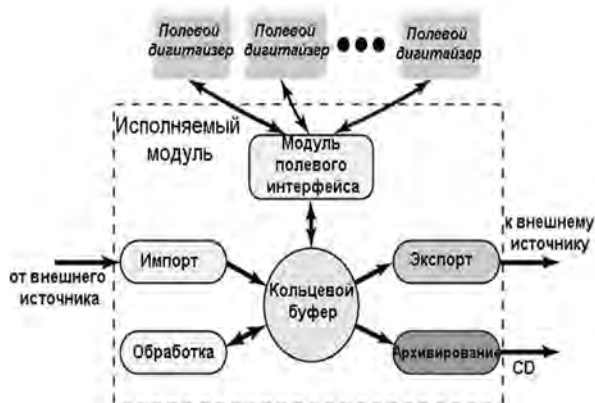 Полевой
дигитайзер
Полевой
дигитайзер
Полевой
дигитайзер
Исполняемый
модуль
Модуль
полевого
интерфейса
к внешнему
источнику
Импорт
Экспорт
от внешнего
источника
Кольцевой
буфер
Обработка
Архивирование
CD